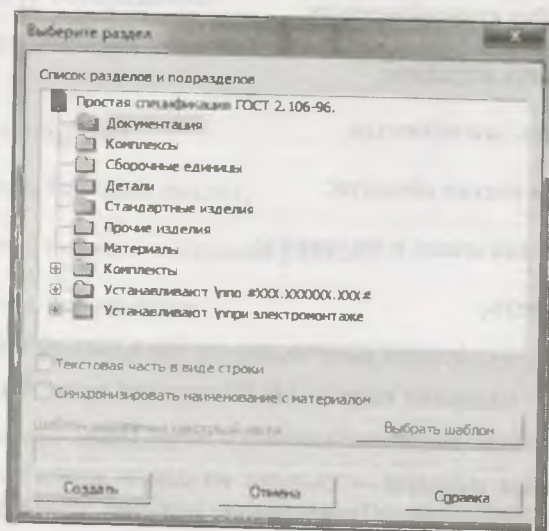 Выберите раздел
Список разделов и подразделов
Простая спецификация ГОСТ 2.106-96.
Документация
Комплексы
Сборочные единицы
Детали
Стандартные изделия
Прочие изделия
Материалы
Комплекты
Устанавливают \nпо #XXX.XXXXXX.XXX#
Устанавливают \nпри электромонтаже
Текстовая часть в виде строки
Синхронизировать наименование с материалом
Выбрать шаблон
Создать
Отмена
Справка